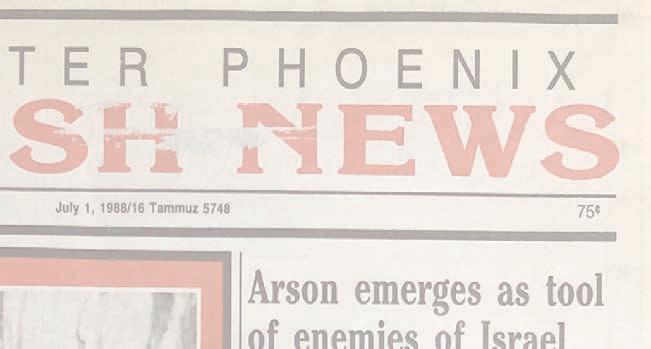 TER PHOENIX
SH NEWS
July 1, 1988/16 Tammuz 5748
75¢
Arson emerges as tool
of enemies of Israel